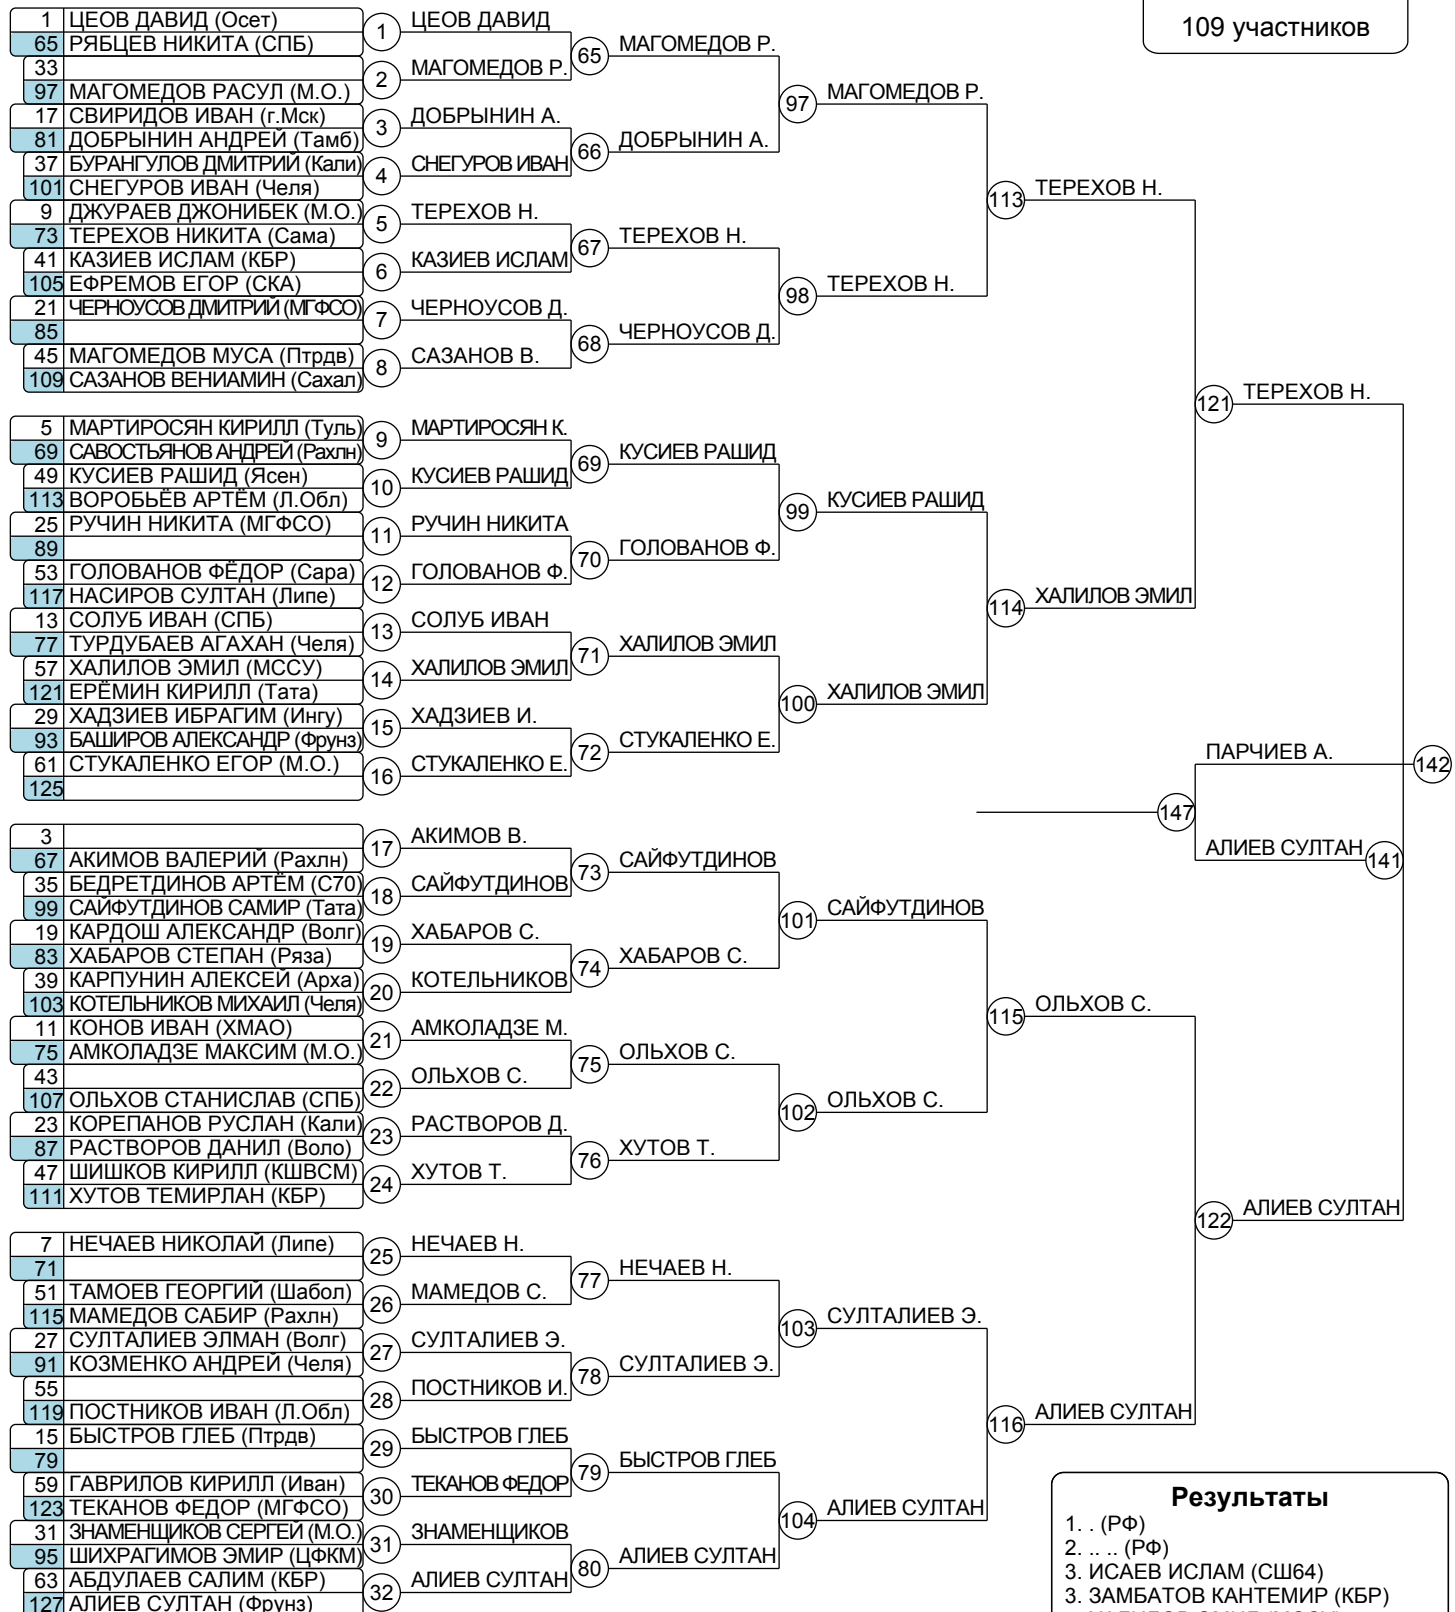 109 участников
1 ЦЕОВ ДАВИД (Осет)
65 РЯБЦЕВ НИКИТА (СПБ)
33
97 МАГОМЕДОВ РАСУЛ (М.О.)
17 СВИРИДОВ ИВАН (г.Мск)
81 ДОБРЫНИН АНДРЕЙ (Тамб)
37 БУРАНГУЛОВ ДМИТРИЙ (Кали)
101 СНЕГУРОВ ИВАН (Челя)
9 ДЖУРАЕВ ДЖОНИБЕК (М.О.)
73 ТЕРЕХОВ НИКИТА (Сама)
41 КАЗИЕВ ИСЛАМ (КБР)
105 ЕФРЕМОВ ЕГОР (СКА)
21 ЧЕРНОУСОВ ДМИТРИЙ (МГФСО)
85
45 МАГОМЕДОВ МУСА (Птрдв)
109 САЗАНОВ ВЕНИАМИН (Сахал)
5 МАРТИРОСЯН КИРИЛЛ (Туль)
69 САВОСТЬЯНОВ АНДРЕЙ (Рахлн)
49 КУСИЕВ РАШИД (Ясен)
113 ВОРОБЬЁВ АРТЁМ (Л.Обл)
25 РУЧИН НИКИТА (МГФСО)
89
53 ГОЛОВАНОВ ФЁДОР (Сара)
117 НАСИРОВ СУЛТАН (Липе)
13 СОЛУБ ИВАН (СПБ)
77 ТУРДУБАЕВ АГАХАН (Челя)
57 ХАЛИЛОВ ЭМИЛ (МССУ)
121 ЕРЁМИН КИРИЛЛ (Тата)
29 ХАДЗИЕВ ИБРАГИМ (Ингу)
93 БАШИРОВ АЛЕКСАНДР (Фрунз)
61 СТУКАЛЕНКО ЕГОР (М.О.)
125
3
67 АКИМОВ ВАЛЕРИЙ (Рахлн)
35 БЕДРЕТДИНОВ АРТЁМ (С70)
99 САЙФУТДИНОВ САМИР (Тата)
19 КАРДОШ АЛЕКСАНДР (Волг)
83 ХАБАРОВ СТЕПАН (Ряза)
39 КАРПУНИН АЛЕКСЕЙ (Арха)
103 КОТЕЛЬНИКОВ МИХАИЛ (Челя)
11 КОНОВ ИВАН (ХМАО)
75 АМКОЛАДЗЕ МАКСИМ (М.О.)
43
107 ОЛЬХОВ СТАНИСЛАВ (СПБ)
23 КОРЕПАНОВ РУСЛАН (Кали)
87 РАСТВОРОВ ДАНИЛ (Воло)
47 ШИШКОВ КИРИЛЛ (КШВСМ)
111 ХУТОВ ТЕМИРЛАН (КБР)
7 НЕЧАЕВ НИКОЛАЙ (Липе)
71
51 ТАМОЕВ ГЕОРГИЙ (Шабол)
115 МАМЕДОВ САБИР (Рахлн)
27 СУЛТАЛИЕВ ЭЛМАН (Волг)
91 КОЗМЕНКО АНДРЕЙ (Челя)
55
119 ПОСТНИКОВ ИВАН (Л.Обл)
15 БЫСТРОВ ГЛЕБ (Птрдв)
79
59 ГАВРИЛОВ КИРИЛЛ (Иван)
123 ТЕКАНОВ ФЕДОР (МГФСО)
31 ЗНАМЕНЩИКОВ СЕРГЕЙ (М.О.)
95 ШИХРАГИМОВ ЭМИР (ЦФКМ)
63 АБДУЛАЕВ САЛИМ (КБР)
127 АЛИЕВ СУЛТАН (Фрунз)
1 ЦЕОВ ДАВИД
2 МАГОМЕДОВ Р.
3 ДОБРЫНИН А.
4 СНЕГУРОВ ИВАН
5 ТЕРЕХОВ Н.
6 КАЗИЕВ ИСЛАМ
7 ЧЕРНОУСОВ Д.
8 САЗАНОВ В.
9 МАРТИРОСЯН К.
10 КУСИЕВ РАШИД
11 РУЧИН НИКИТА
12 ГОЛОВАНОВ Ф.
13 СОЛУБ ИВАН
14 ХАЛИЛОВ ЭМИЛ
15 ХАДЗИЕВ И.
16 СТУКАЛЕНКО Е.
17 АКИМОВ В.
18 САЙФУТДИНОВ
19 ХАБАРОВ С.
20 КОТЕЛЬНИКОВ
21 АМКОЛАДЗЕ М.
22 ОЛЬХОВ С.
23 РАСТВОРОВ Д.
24 ХУТОВ Т.
25 НЕЧАЕВ Н.
26 МАМЕДОВ С.
27 СУЛТАЛИЕВ Э.
28 ПОСТНИКОВ И.
29 БЫСТРОВ ГЛЕБ
30 ТЕКАНОВ ФЕДОР
31 ЗНАМЕНЩИКОВ
32 АЛИЕВ СУЛТАН
65 МАГОМЕДОВ Р.
66 ДОБРЫНИН А.
67 ТЕРЕХОВ Н.
68 ЧЕРНОУСОВ Д.
69 КУСИЕВ РАШИД
70 ГОЛОВАНОВ Ф.
71 ХАЛИЛОВ ЭМИЛ
72 СТУКАЛЕНКО Е.
73 САЙФУТДИНОВ
74 ХАБАРОВ С.
75 ОЛЬХОВ С.
76 ХУТОВ Т.
77 НЕЧАЕВ Н.
78 СУЛТАЛИЕВ Э.
79 БЫСТРОВ ГЛЕБ
80 АЛИЕВ СУЛТАН
97 МАГОМЕДОВ Р.
98 ТЕРЕХОВ Н.
99 КУСИЕВ РАШИД
100 ХАЛИЛОВ ЭМИЛ
101 САЙФУТДИНОВ
102 ОЛЬХОВ С.
103 СУЛТАЛИЕВ Э.
104 АЛИЕВ СУЛТАН
113 ТЕРЕХОВ Н.
114 ХАЛИЛОВ ЭМИЛ
115 ОЛЬХОВ С.
116 АЛИЕВ СУЛТАН
121 ТЕРЕХОВ Н.
122 АЛИЕВ СУЛТАН
147
ПАРЧИЕВ А.
142
АЛИЕВ СУЛТАН
141
Результаты
1. . (РФ)
2. .. .. (РФ)
3. ИСАЕВ ИСЛАМ (СШ64)
3. ЗАМБАТОВ КАНТЕМИР (КБР)